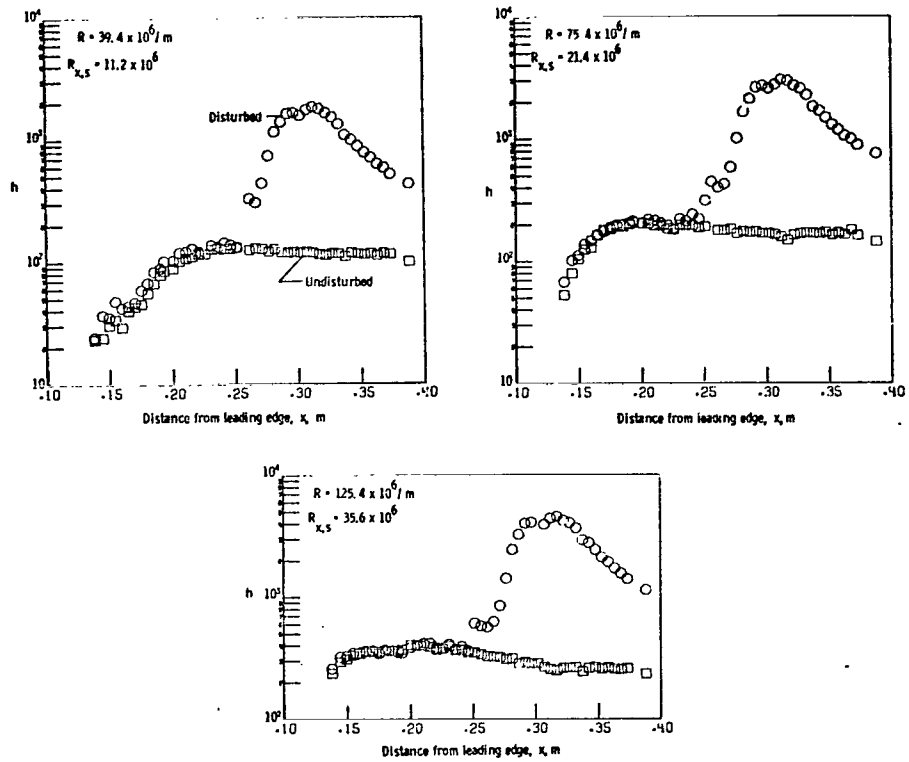 10⁴
R = 39.4 x 10⁶/m
R_x,s = 11.2 x 10⁶
Disturbed
10³
h
10²
Undisturbed
10
.10 .15 .20 .25 .30 .35 .40
Distance from leading edge, x, m
10⁴
R = 75.4 x 10⁶/m
R_x,s = 21.4 x 10⁶
10³
h
10²
10
.10 .15 .20 .25 .30 .35 .40
Distance from leading edge, x, m
10⁴
R = 125.4 x 10⁶/m
R_x,s = 35.6 x 10⁶
10³
h
10²
.10 .15 .20 .25 .30 .35 .40
Distance from leading edge, x, m